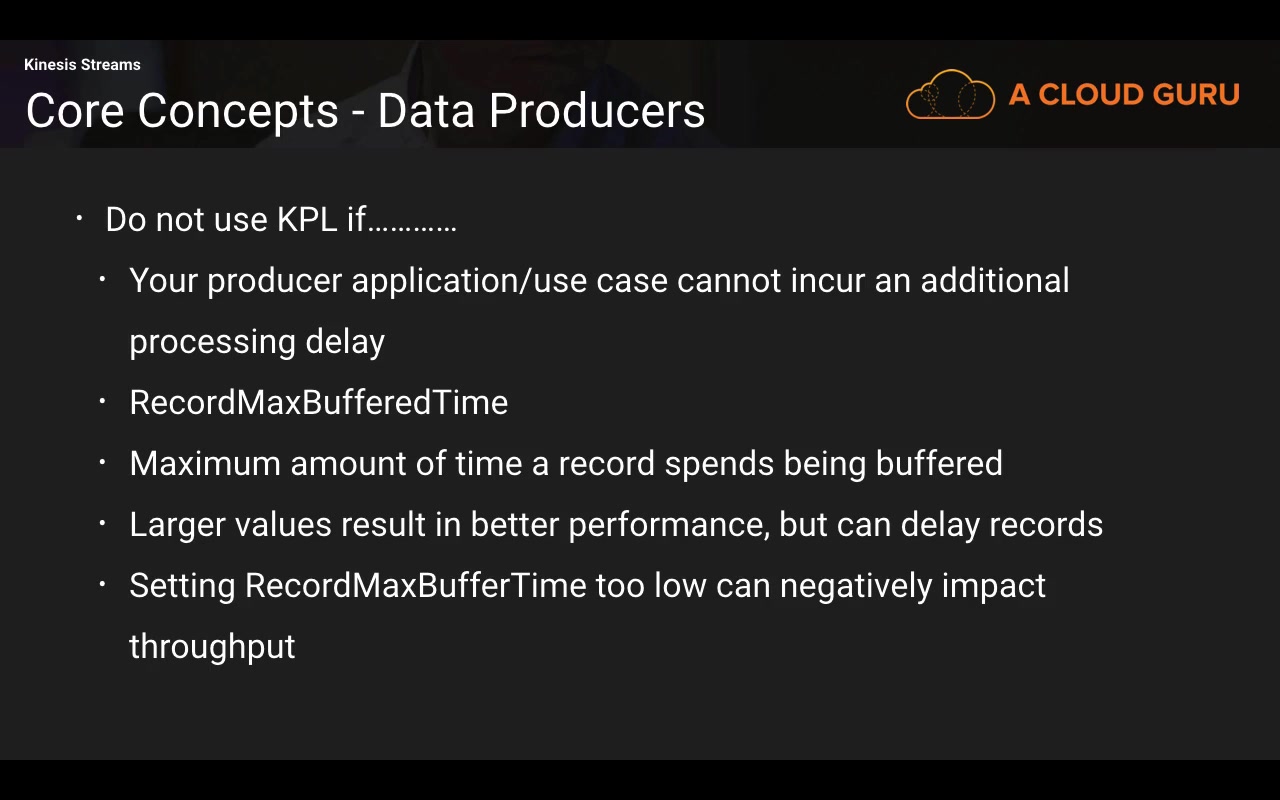 Kinesis Streams
Core Concepts - Data Producers
A CLOUD GURU
• Do not use KPL if…………
• Your producer application/use case cannot incur an additional
processing delay
• RecordMaxBufferedTime
• Maximum amount of time a record spends being buffered
• Larger values result in better performance, but can delay records
• Setting RecordMaxBufferTime too low can negatively impact
throughput